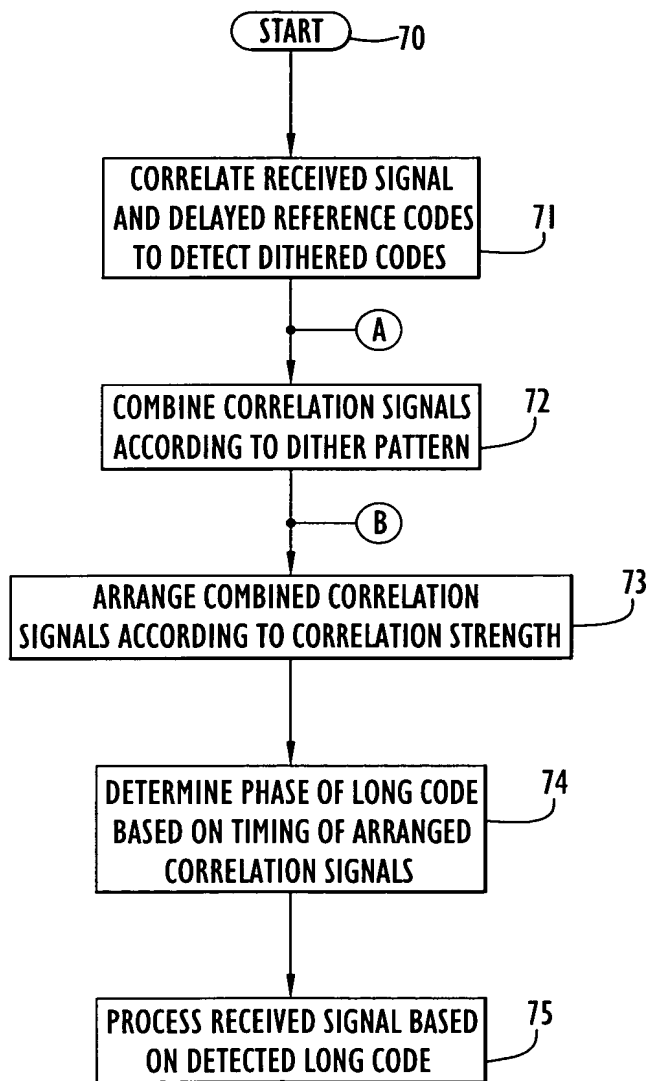 START
70
CORRELATE RECEIVED SIGNAL
AND DELAYED REFERENCE CODES
TO DETECT DITHERED CODES
71
A
COMBINE CORRELATION SIGNALS
ACCORDING TO DITHER PATTERN
72
B
ARRANGE COMBINED CORRELATION
SIGNALS ACCORDING TO CORRELATION STRENGTH
73
DETERMINE PHASE OF LONG CODE
BASED ON TIMING OF ARRANGED
CORRELATION SIGNALS
74
PROCESS RECEIVED SIGNAL BASED
ON DETECTED LONG CODE
75